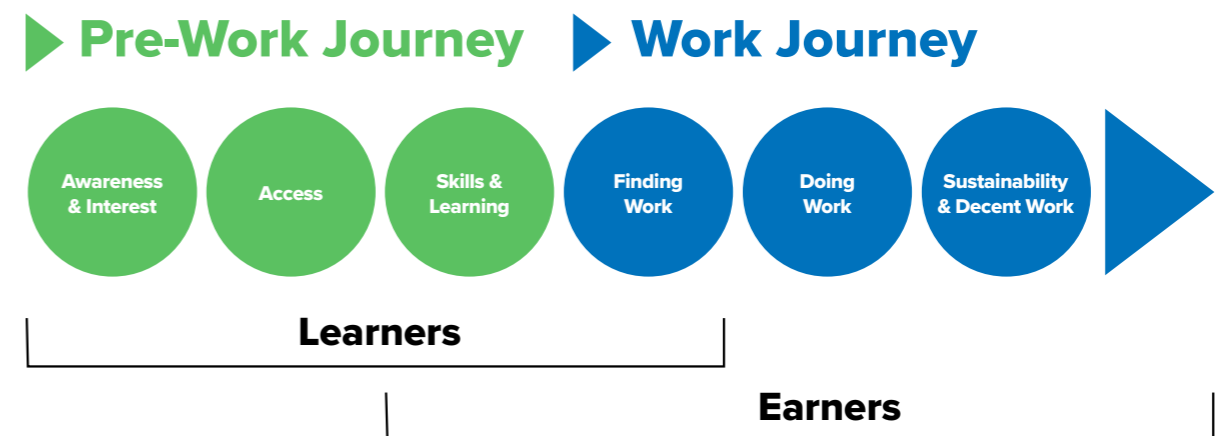 Pre-Work Journey
Work Journey
Awareness
& Interest
Access
Skills &
Learning
Finding
Work
Doing
Work
Sustainability
& Decent Work
Learners
Earners